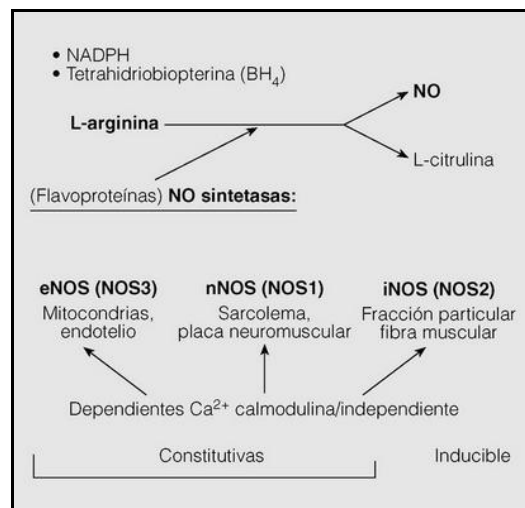 • NADPH
• Tetrahidriobiopterina (BH₄)
NO
L-arginina
L-citrulina
(Flavoproteínas) NO sintetasas:
eNOS (NOS3)
Mitocondrias,
endotelio
nNOS (NOS1)
Sarcolema,
placa neuromuscular
iNOS (NOS2)
Fracción particular
fibra muscular
Dependientes Ca²⁺ calmodulina/independiente
Constitutivas
Inducible